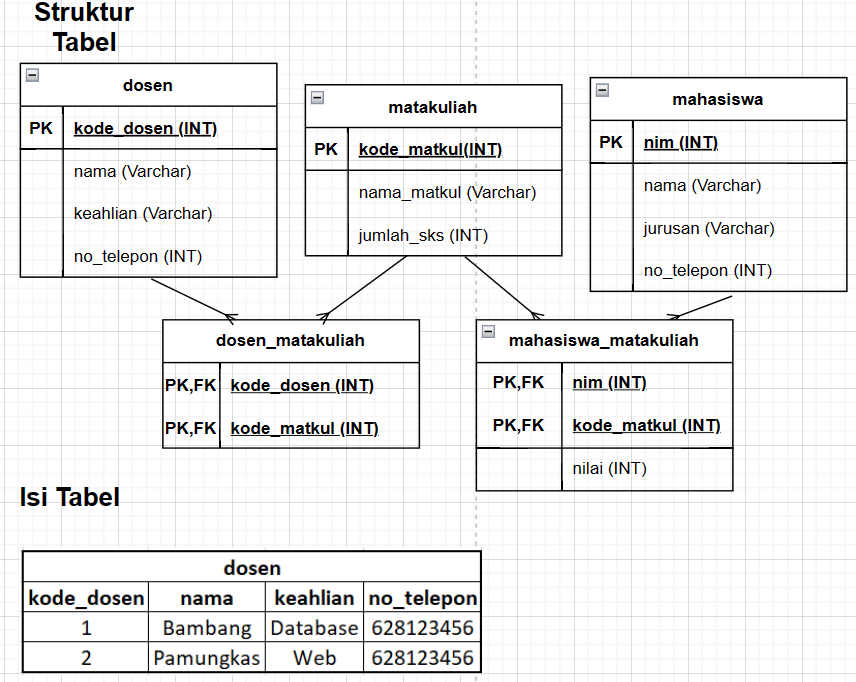 Struktur
Tabel
dosen
PK kode_dosen (INT)
nama (Varchar)
keahlian (Varchar)
no_telepon (INT)
matakuliah
PK kode_matkul(INT)
nama_matkul (Varchar)
jumlah_sks (INT)
mahasiswa
PK nim (INT)
nama (Varchar)
jurusan (Varchar)
no_telepon (INT)
dosen_matakuliah
PK,FK kode_dosen (INT)
PK,FK kode_matkul (INT)
mahasiswa_matakuliah
PK,FK nim (INT)
PK,FK kode_matkul (INT)
nilai (INT)
Isi Tabel
dosen
kode_dosen nama keahlian no_telepon
1 Bambang Database 628123456
2 Pamungkas Web 628123456